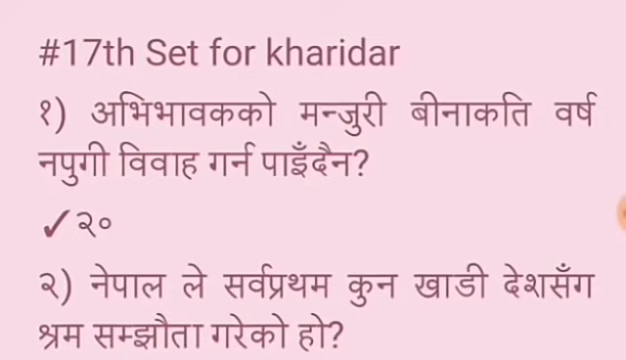 #17th Set for kharidar
१) अभिभावकको मन्जुरी बीनाकति वर्ष
नपुगी विवाह गर्न पाइँदैन?
✓२०
२) नेपाल ले सर्वप्रथम कुन खाडी देशसँग
श्रम सम्झौता गरेको हो?